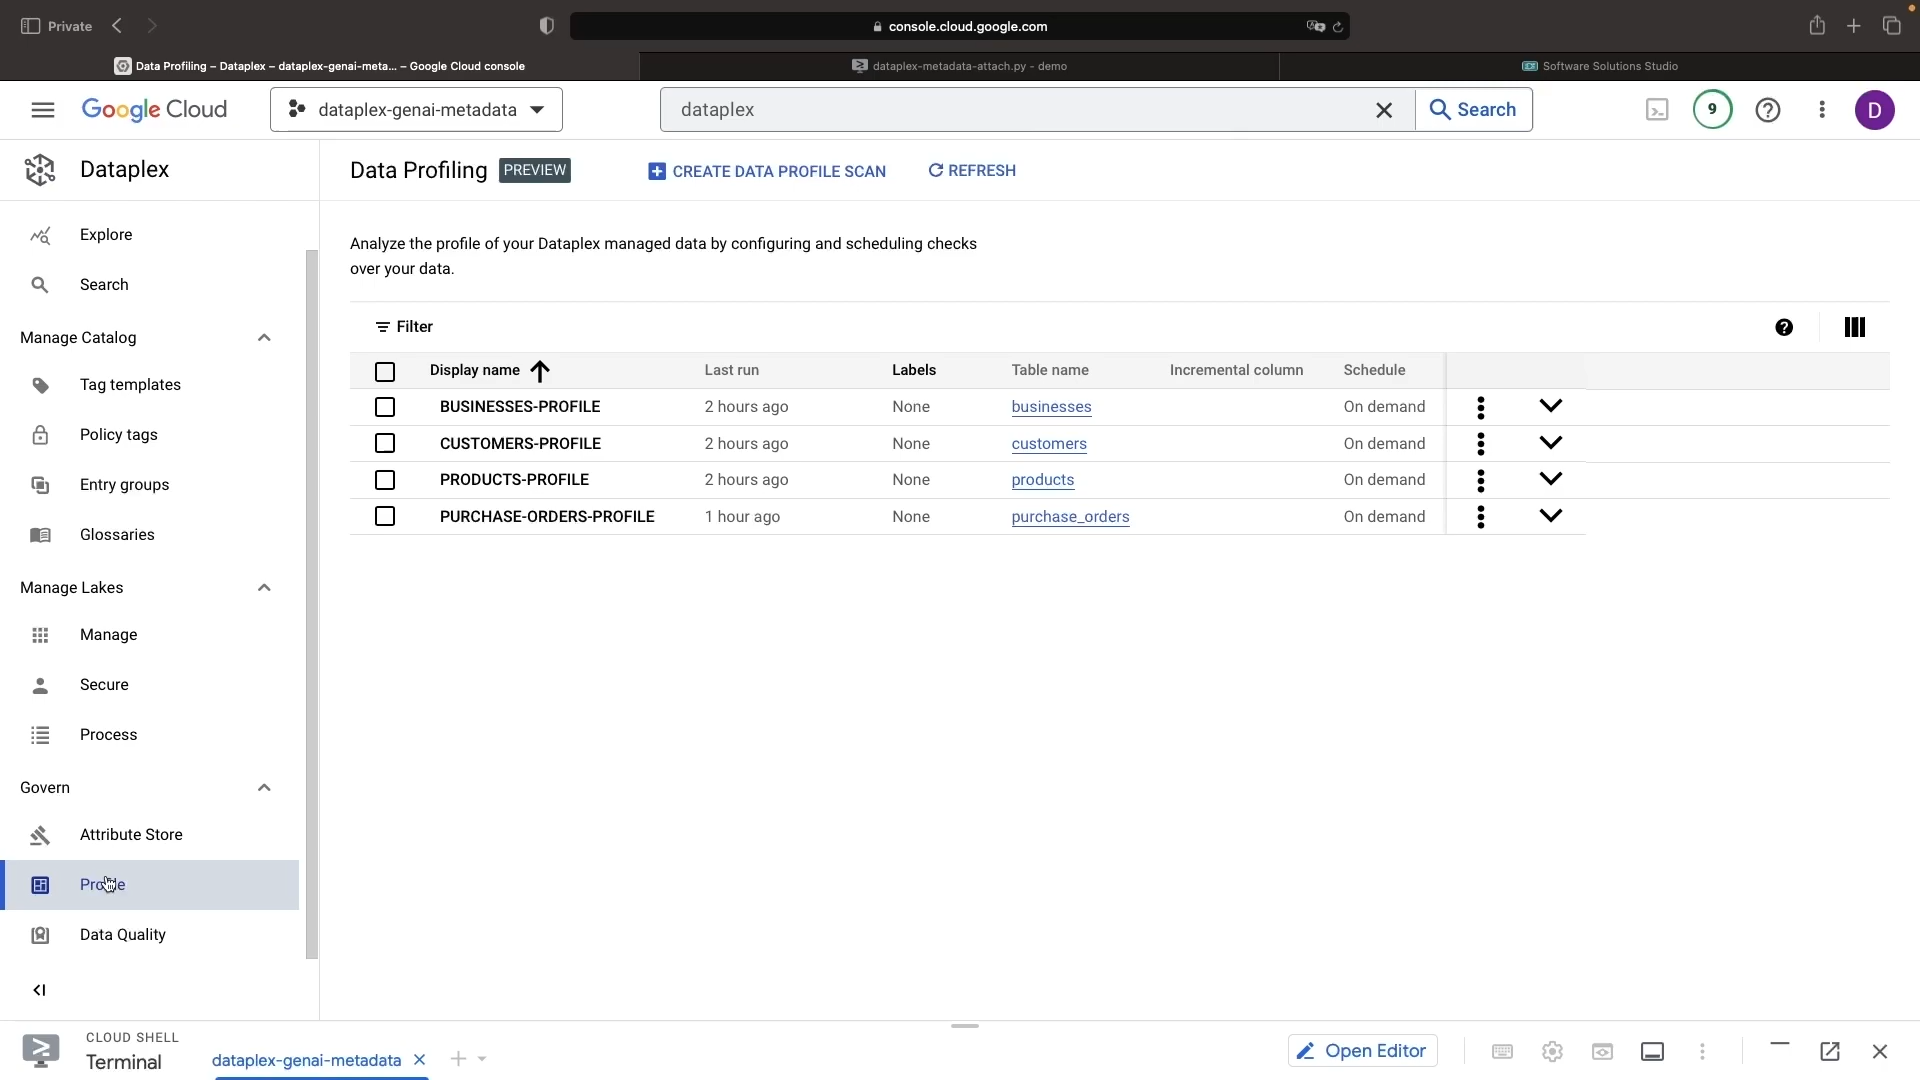 Private
console.cloud.google.com
Data Profiling – Dataplex – dataplex-genai-meta... – Google Cloud console
dataplex-metadata-attach.py - demo
Software Solutions Studio
Google Cloud
dataplex-genai-metadata
dataplex
Search
9
D
Dataplex
Data Profiling
PREVIEW
CREATE DATA PROFILE SCAN
REFRESH
Explore
Search
Manage Catalog
Tag templates
Policy tags
Entry groups
Glossaries
Manage Lakes
Manage
Secure
Process
Govern
Attribute Store
Profile
Data Quality
Analyze the profile of your Dataplex managed data by configuring and scheduling checks
over your data.
Filter
Display name Last run Labels Table name Incremental column Schedule
BUSINESSES-PROFILE 2 hours ago None businesses On demand
CUSTOMERS-PROFILE 2 hours ago None customers On demand
PRODUCTS-PROFILE 2 hours ago None products On demand
PURCHASE-ORDERS-PROFILE 1 hour ago None purchase_orders On demand
CLOUD SHELL
Terminal
dataplex-genai-metadata
Open Editor